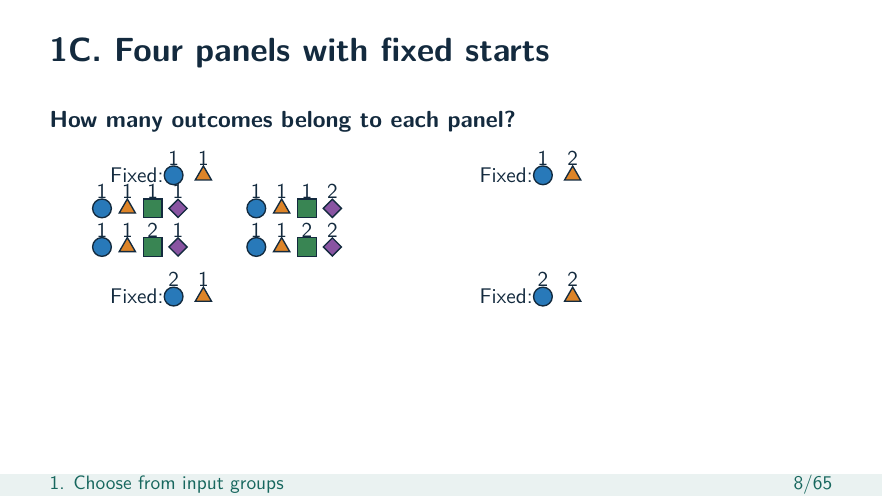 1C. Four panels with fixed starts
How many outcomes belong to each panel?
1 1
Fixed:
1 1 1 1
1 1 1 2
1 1 2 1
1 1 2 2
1 2
Fixed:
2 1
Fixed:
2 2
Fixed:
1. Choose from input groups
8/65